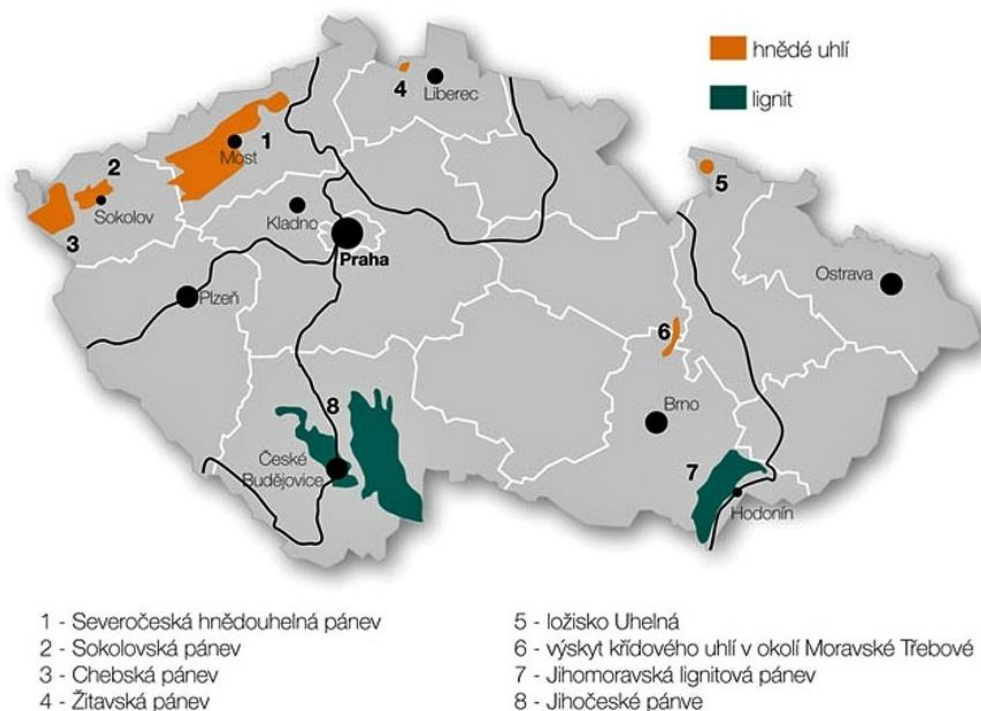 hnědé uhlí
lignit
4
Liberec
1
Most
2
Sokolov
3
Kladno
Praha
5
Plzeň
Ostrava
6
8
Brno
České
Budějovice
7
Hodonín
1 - Severočeská hnědouhelná pánev
2 - Sokolovská pánev
3 - Chebská pánev
4 - Žitavská pánev
5 - ložisko Uhelná
6 - výskyt křídového uhlí v okolí Moravské Třebové
7 - Jihomoravská lignitová pánev
8 - Jihočeské pánve